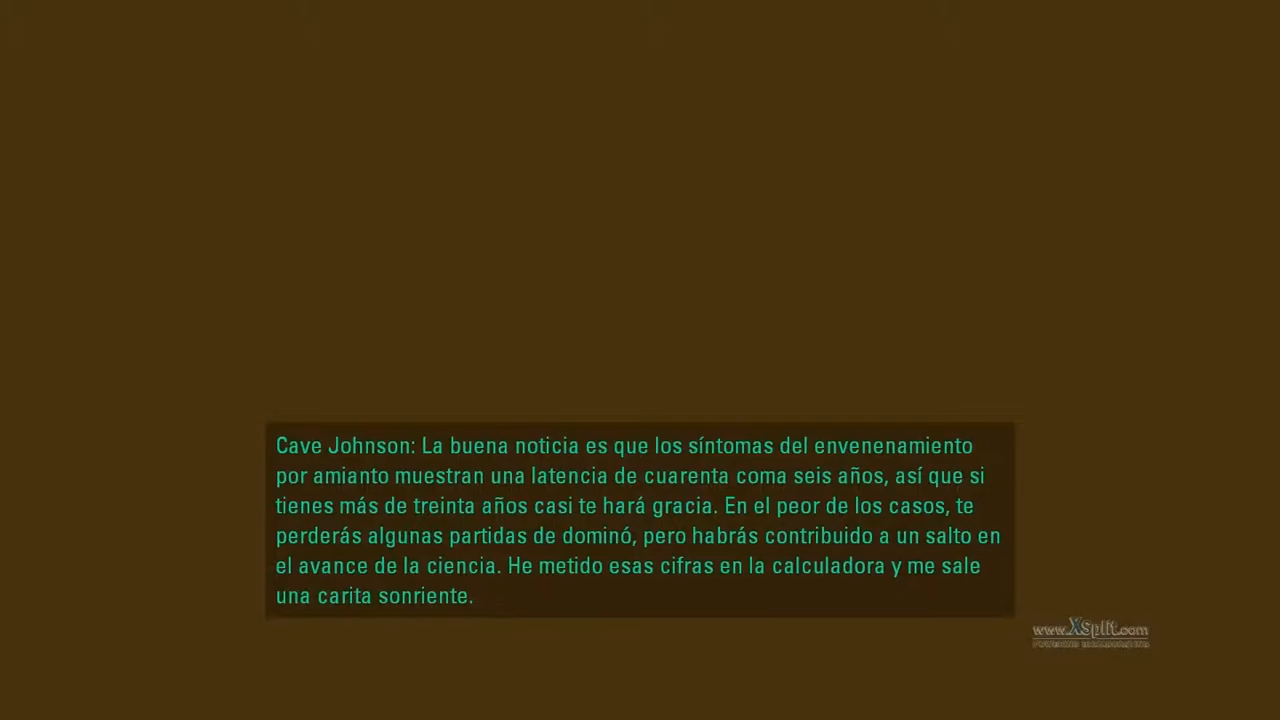 Cave Johnson: La buena noticia es que los síntomas del envenenamiento
por amianto muestran una latencia de cuarenta coma seis años, así que si
tienes más de treinta años casi te hará gracia. En el peor de los casos, te
perderás algunas partidas de dominó, pero habrás contribuido a un salto en
el avance de la ciencia. He metido esas cifras en la calculadora y me sale
una carita sonriente.
www.XSplit.com